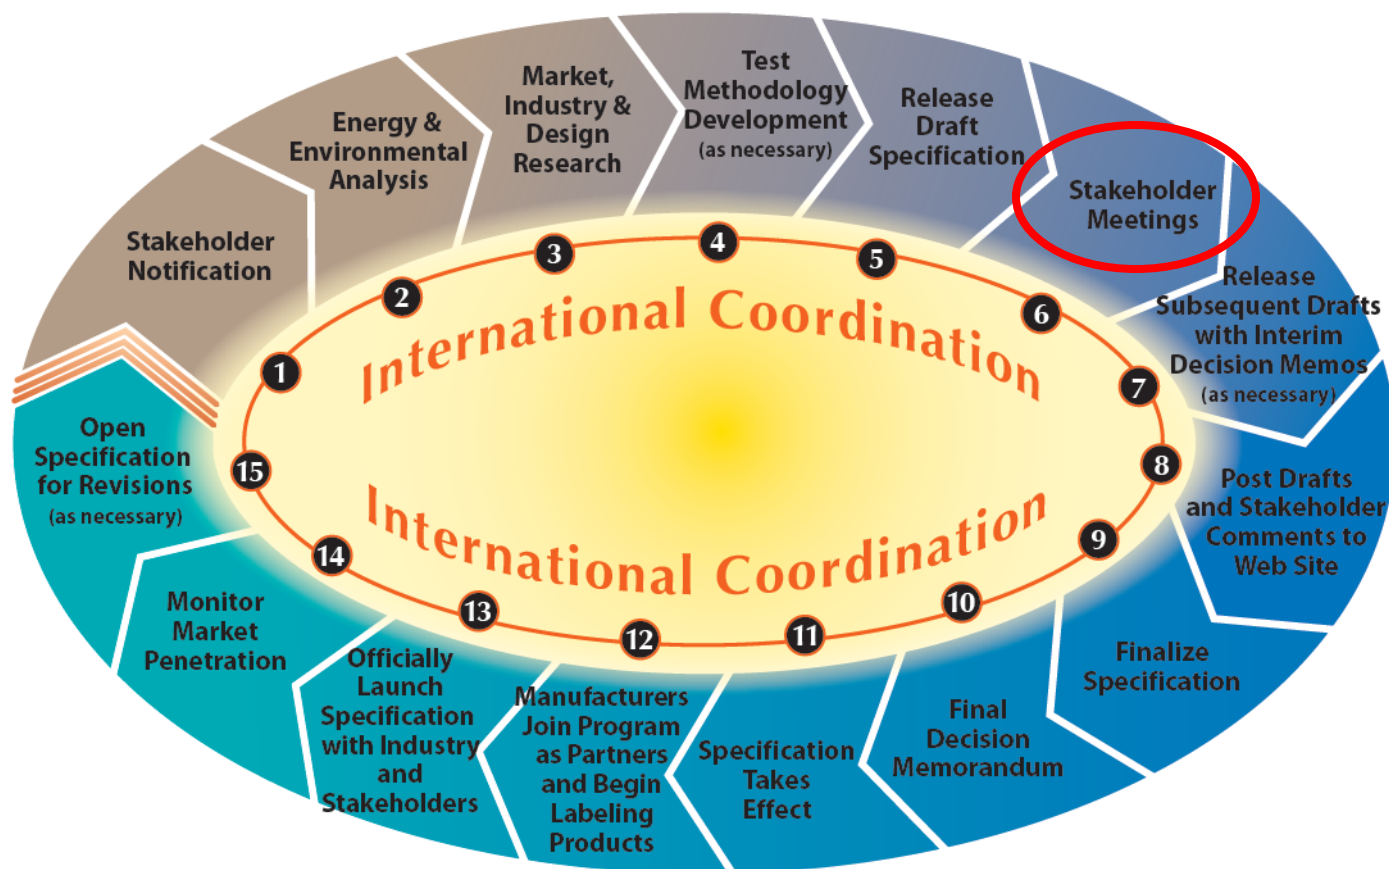 Stakeholder
Notification
Energy &
Environmental
Analysis
Market,
Industry &
Design
Research
Test
Methodology
Development
(as necessary)
Release
Draft
Specification
Stakeholder
Meetings
Release
Subsequent Drafts
with Interim
Decision Memos
(as necessary)
Post Drafts
and Stakeholder
Comments to
Web Site
Finalize
Specification
Final
Decision
Memorandum
Specification
Takes
Effect
Manufacturers
Join Program
as Partners
and Begin
Labeling
Products
Officially
Launch
Specification
with Industry
and
Stakeholders
Monitor
Market
Penetration
Open
Specification
for Revisions
(as necessary)
1
2
3
4
5
6
7
8
9
10
11
12
13
14
15
International Coordination
International Coordination